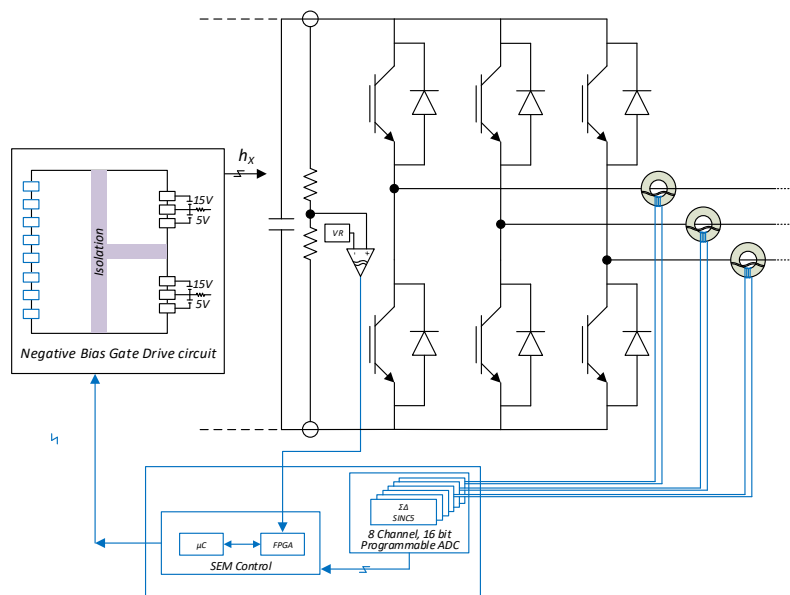 hX
15V
5V
Isolation
15V
5V
Negative Bias Gate Drive circuit
VR
- +
ΣΔ
SINC5
8 Channel, 16 bit
Programmable ADC
µC
FPGA
SEM Control